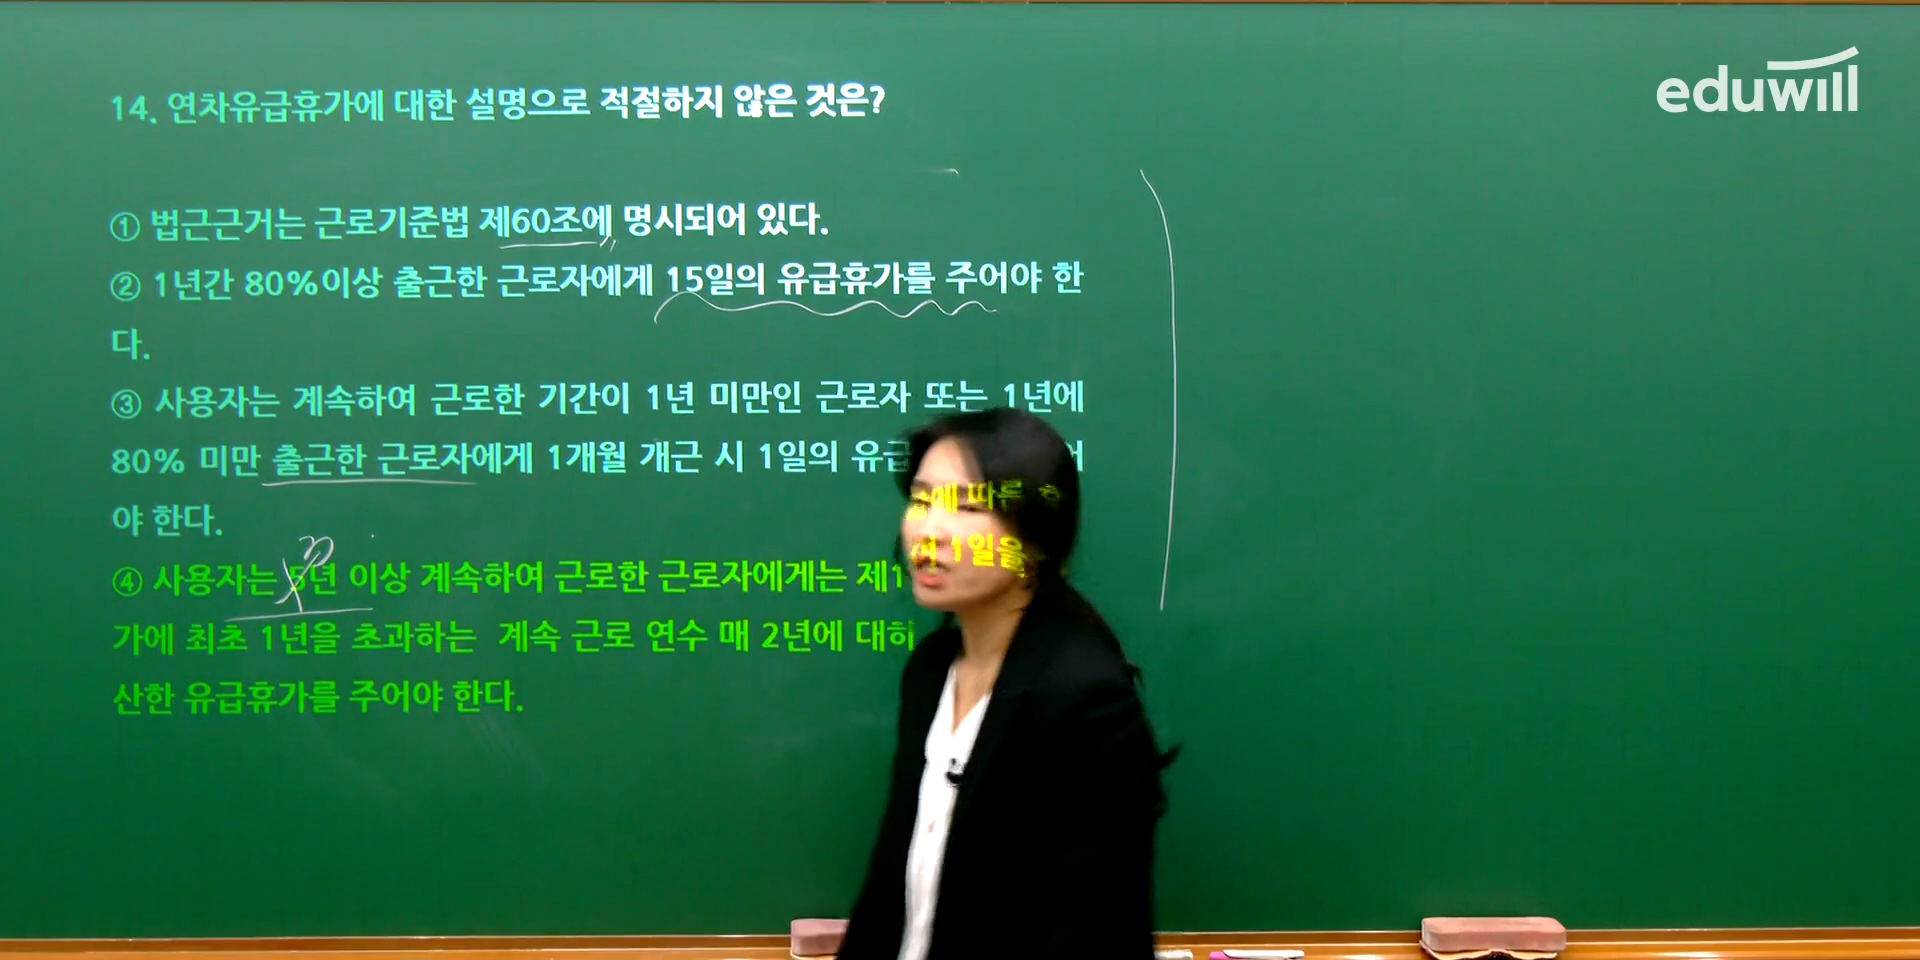 eduwill
14. 연차유급휴가에 대한 설명으로 적절하지 않은 것은?
① 법근근거는 근로기준법 제60조에 명시되어 있다.
② 1년간 80%이상 출근한 근로자에게 15일의 유급휴가를 주어야 한
다.
③ 사용자는 계속하여 근로한 기간이 1년 미만인 근로자 또는 1년에
80% 미만 출근한 근로자에게 1개월 개근 시 1일의
야 한다.
④ 사용자는 년 이상 계속하여 근로한 근로자에게는 따른
가에 최초 1년을 초과하는 계속 근로 연수 매 2년에 1일을
산한 유급휴가를 주어야 한다.